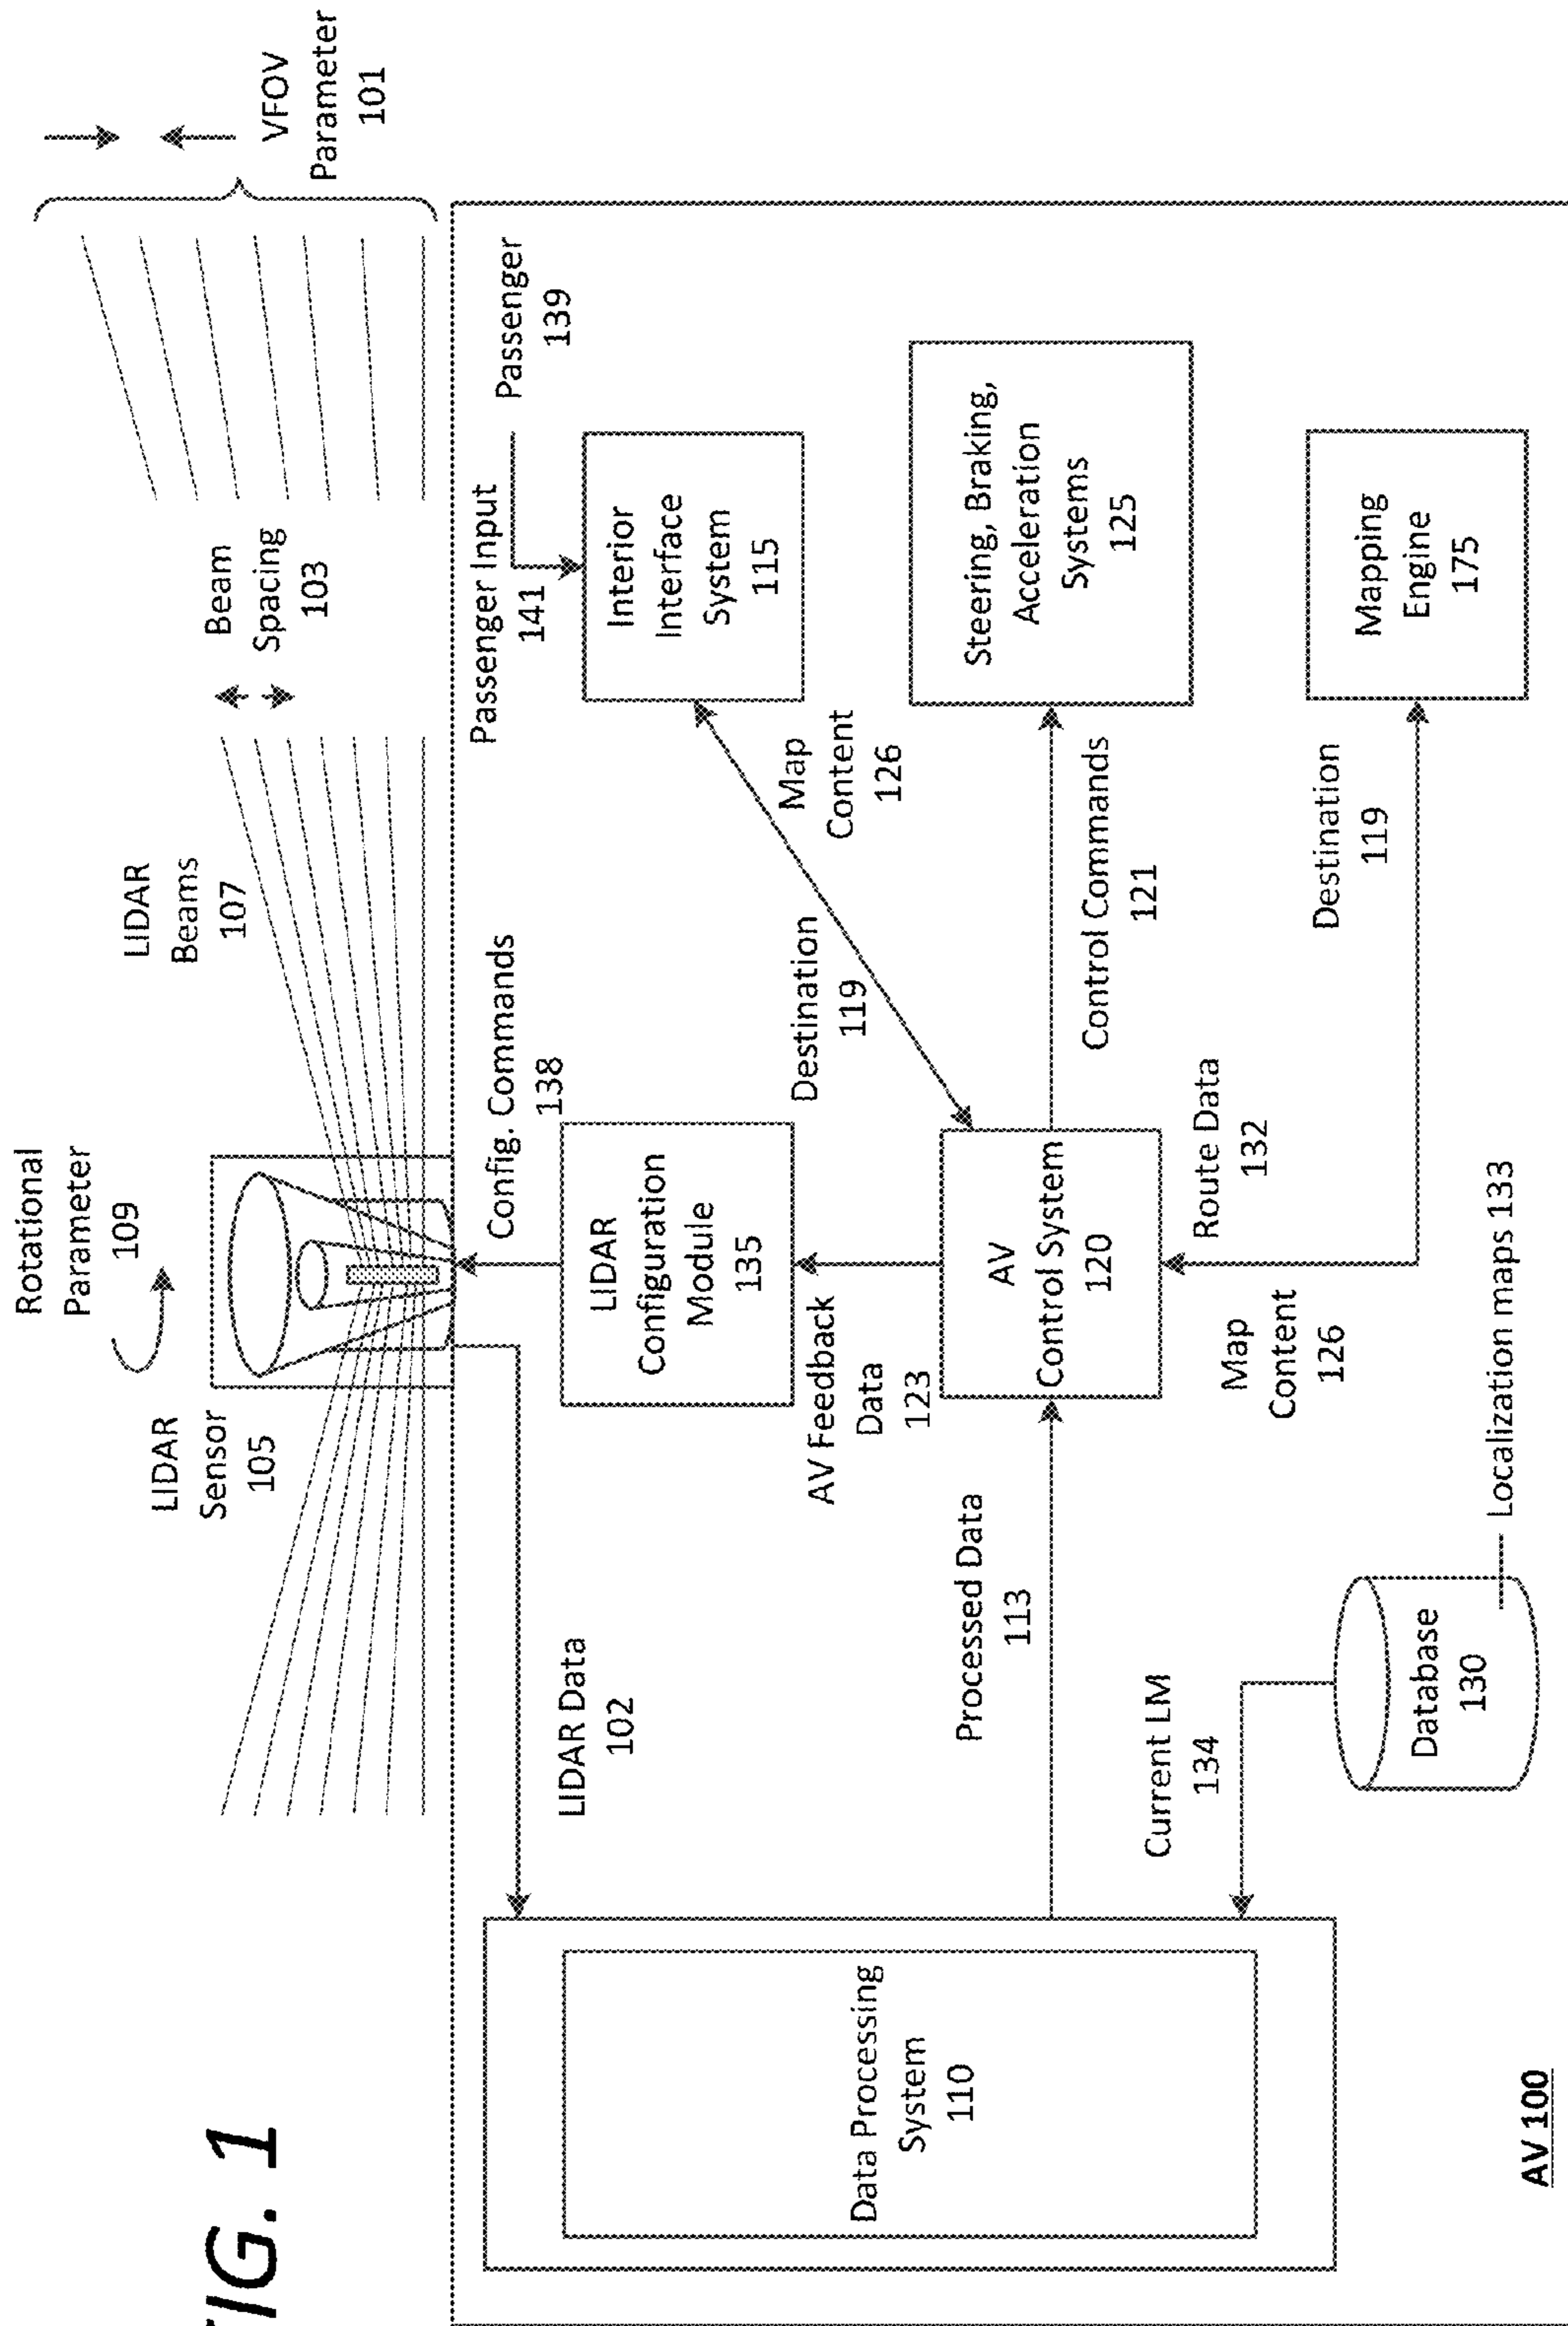 FIG. 1
Rotational
Parameter
109
LIDAR
Sensor
105
LIDAR
Beams
107
Beam
Spacing
103
VFOV
Parameter
101
LIDAR Data
102
Config. Commands
138
Passenger Input
141
Passenger
139
LIDAR
Configuration
Module
135
Interior
Interface
System
115
AV Feedback
Data
123
Destination
119
Map
Content
126
Data Processing
System
110
Processed Data
113
AV
Control System
120
Control Commands
121
Steering, Braking,
Acceleration
Systems
125
Current LM
134
Map
Content
126
Route Data
132
Destination
119
Mapping
Engine
175
Database
130
Localization maps 133
AV 100